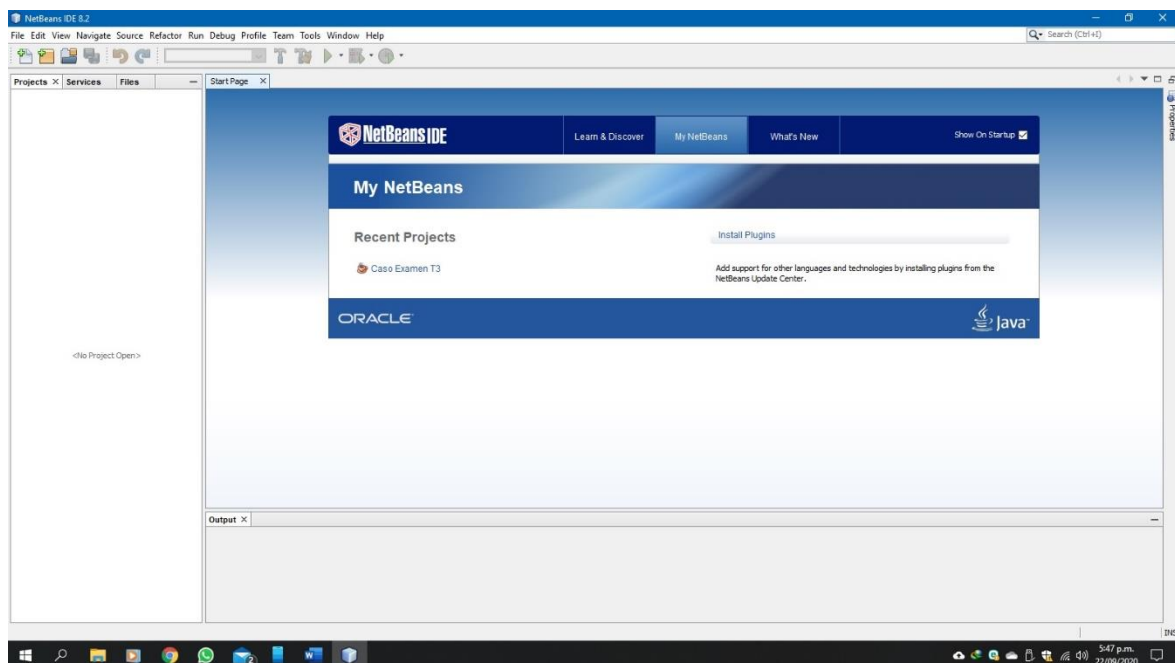 NetBeans IDE 8.2
File Edit View Navigate Source Refactor Run Debug Profile Team Tools Window Help
Search (Ctrl+I)
Projects Services Files
Start Page
Properties
NetBeans IDE
Learn & Discover
My NetBeans
What's New
Show On Startup
My NetBeans
Recent Projects
Caso Examen T3
Install Plugins
Add support for other languages and technologies by installing plugins from the
NetBeans Update Center.
ORACLE
Java
<No Project Open>
Output
INS
5:47 p.m.
22/09/2020